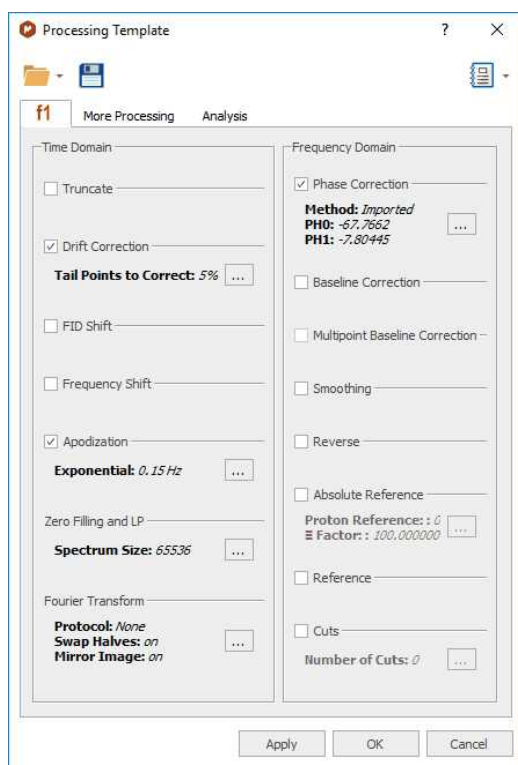 Processing Template
?
f1
More Processing
Analysis
Time Domain
Truncate
Drift Correction
Tail Points to Correct: 5%
...
FID Shift
Frequency Shift
Apodization
Exponential: 0.15 Hz
...
Zero Filling and LP
Spectrum Size: 65536
...
Fourier Transform
Protocol: None
Swap Halves: on
Mirror Image: on
...
Frequency Domain
Phase Correction
Method: Imported
PH0: -67.7662
PH1: -7.80445
...
Baseline Correction
Multipoint Baseline Correction
Smoothing
Reverse
Absolute Reference
Proton Reference: : 0
Ξ Factor: : 100.000000
...
Reference
Cuts
Number of Cuts: 0
...
Apply
OK
Cancel